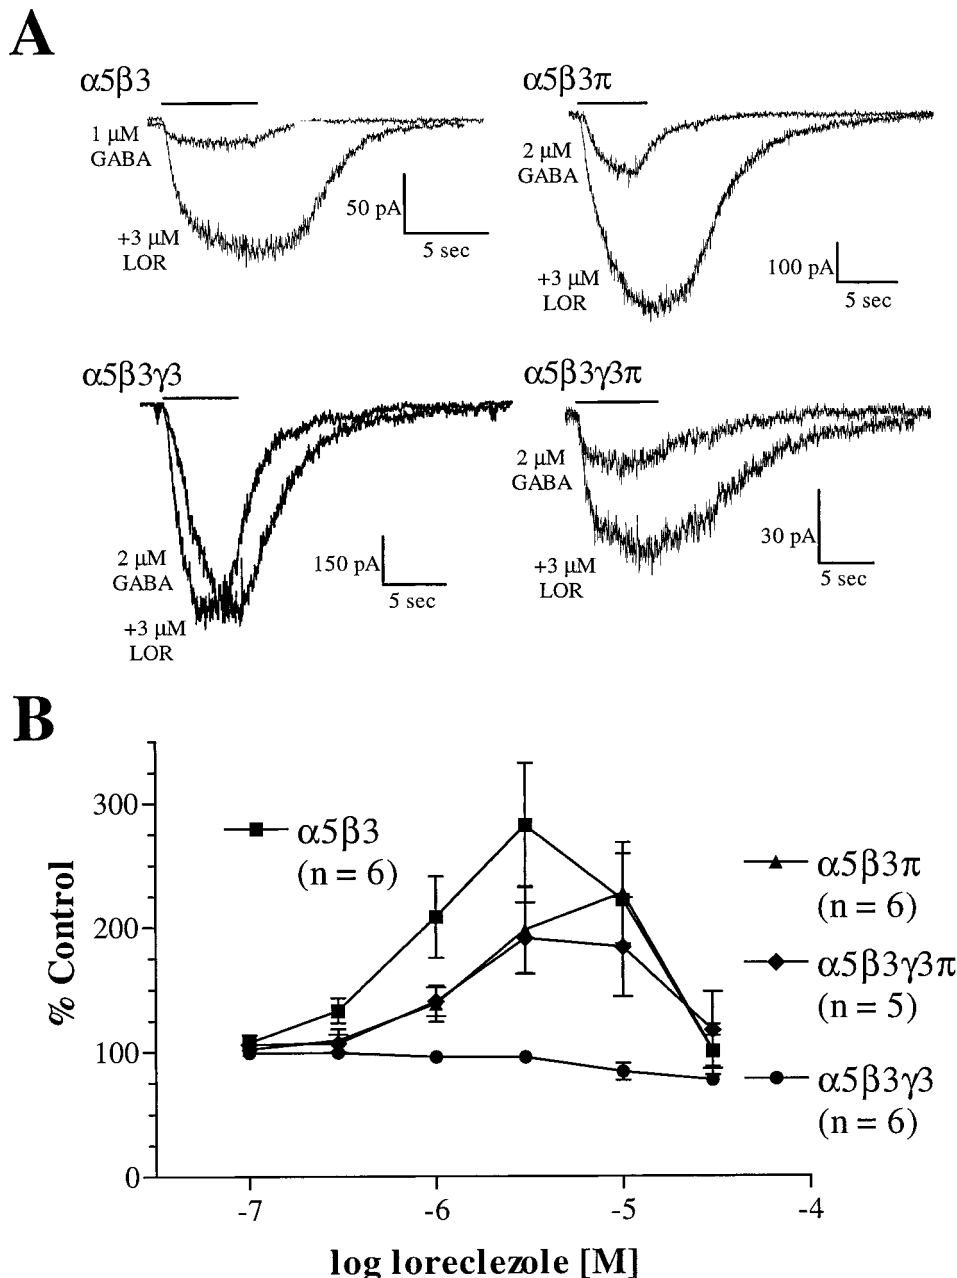 A
α5β3
1 μM
GABA
+3 μM
LOR
50 pA
5 sec
α5β3π
2 μM
GABA
+3 μM
LOR
100 pA
5 sec
α5β3γ3
2 μM
GABA
+3 μM
LOR
150 pA
5 sec
α5β3γ3π
2 μM
GABA
+3 μM
LOR
30 pA
5 sec
B
% Control
300
200
100
0
α5β3
(n = 6)
α5β3π
(n = 6)
α5β3γ3π
(n = 5)
α5β3γ3
(n = 6)
-7
-6
-5
-4
log loreclezole [M]